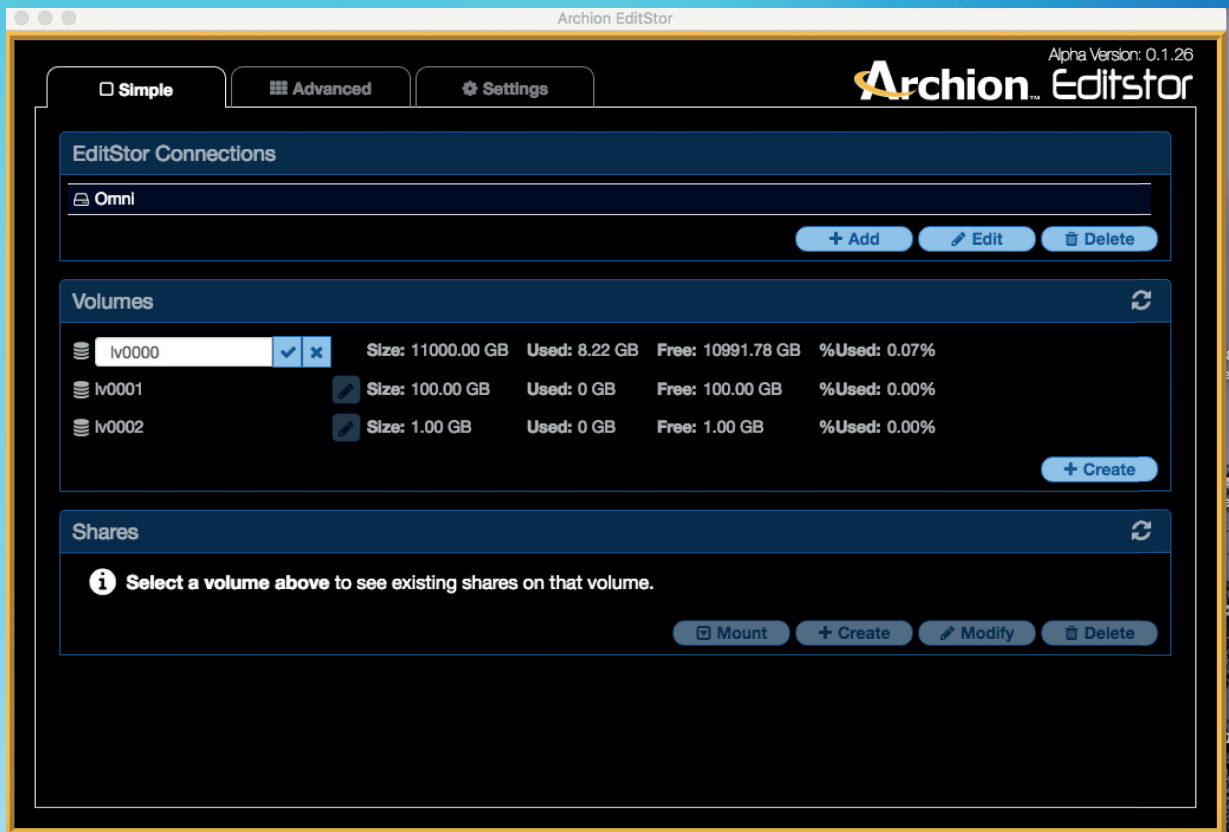 Archion EditStor
Alpha Version: 0.1.26
Simple Advanced Settings Archion™ Editstor
EditStor Connections
Omni
Add Edit Delete
Volumes
lv0000 Size: 11000.00 GB Used: 8.22 GB Free: 10991.78 GB %Used: 0.07%
lv0001 Size: 100.00 GB Used: 0 GB Free: 100.00 GB %Used: 0.00%
lv0002 Size: 1.00 GB Used: 0 GB Free: 1.00 GB %Used: 0.00%
Create
Shares
Select a volume above to see existing shares on that volume.
Mount Create Modify Delete